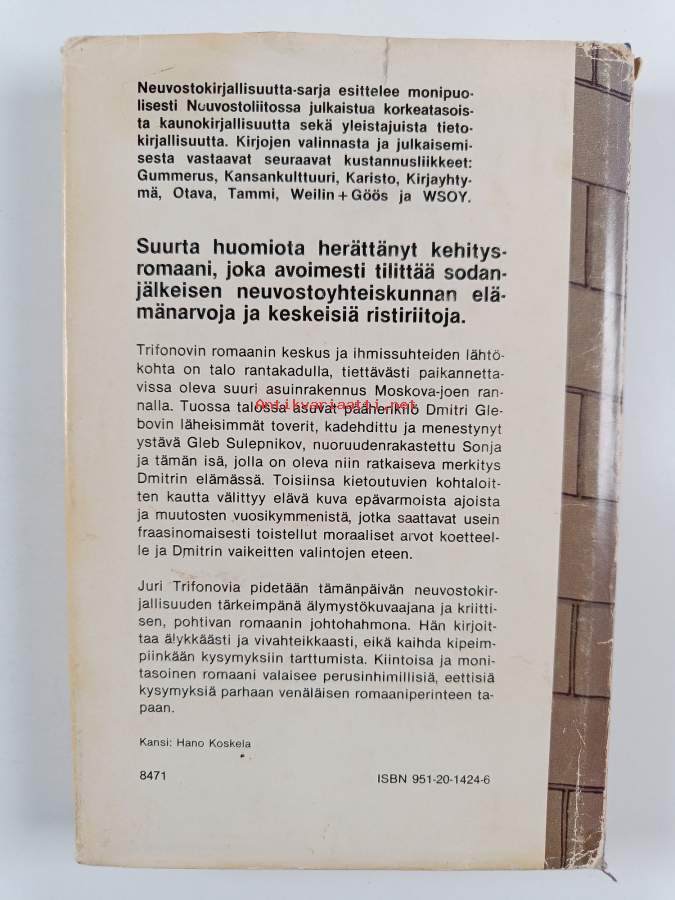 Neuvostokirjallisuutta-sarja esittelee monipuo-
lisesti Neuvostoliitossa julkaistua korkeatasois-
ta kaunokirjallisuutta sekä yleistajuista tieto-
kirjallisuutta. Kirjojen valinnasta ja julkaisemi-
sesta vastaavat seuraavat kustannusliikkeet:
Gummerus, Kansankulttuuri, Karisto, Kirjayhty-
mä, Otava, Tammi, Weilin+Göös ja WSOY.
Suurta huomiota herättänyt kehitys-
romaani, joka avoimesti tilittää sodan-
jälkeisen neuvostoyhteiskunnan elä-
mänarvoja ja keskeisiä ristiriitoja.
Trifonovin romaanin keskus ja ihmissuhteiden lähtö-
kohta on talo rantakadulla, tiettävästi paikannetta-
vissa oleva suuri asuinrakennus Moskova-joen ran-
nalla. Tuossa talossa asuvat päähenkilö Dmitri Gle-
Antikvariaatti.net
bovin läheisimmät toverit, kadehdittu ja menestynyt
ystävä Gleb Sulepnikov, nuoruudenrakastettu Sonja
ja tämän isä, jolla on oleva niin ratkaiseva merkitys
Dmitrin elämässä. Toisiinsa kietoutuvien kohtaloit-
ten kautta välittyy elävä kuva epävarmoista ajoista
ja muutosten vuosikymmenistä, jotka saattavat usein
fraasinomaisesti toistellut moraaliset arvot koetteel-
le ja Dmitrin vaikeitten valintojen eteen.
Juri Trifonovia pidetään tämänpäivän neuvostokir-
jallisuuden tärkeimpänä älymystökuvaajana ja kriitti-
sen, pohtivan romaanin johtohahmona. Hän kirjoit-
taa älykkäästi ja vivahteikkaasti, eikä kaihda kipeim-
piinkään kysymyksiin tarttumista. Kiintoisa ja moni-
tasoinen romaani valaisee perusinhimillisiä, eettisiä
kysymyksiä parhaan venäläisen romaaniperinteen ta-
paan.
Kansi: Hano Koskela
8471 ISBN 951-20-1424-6